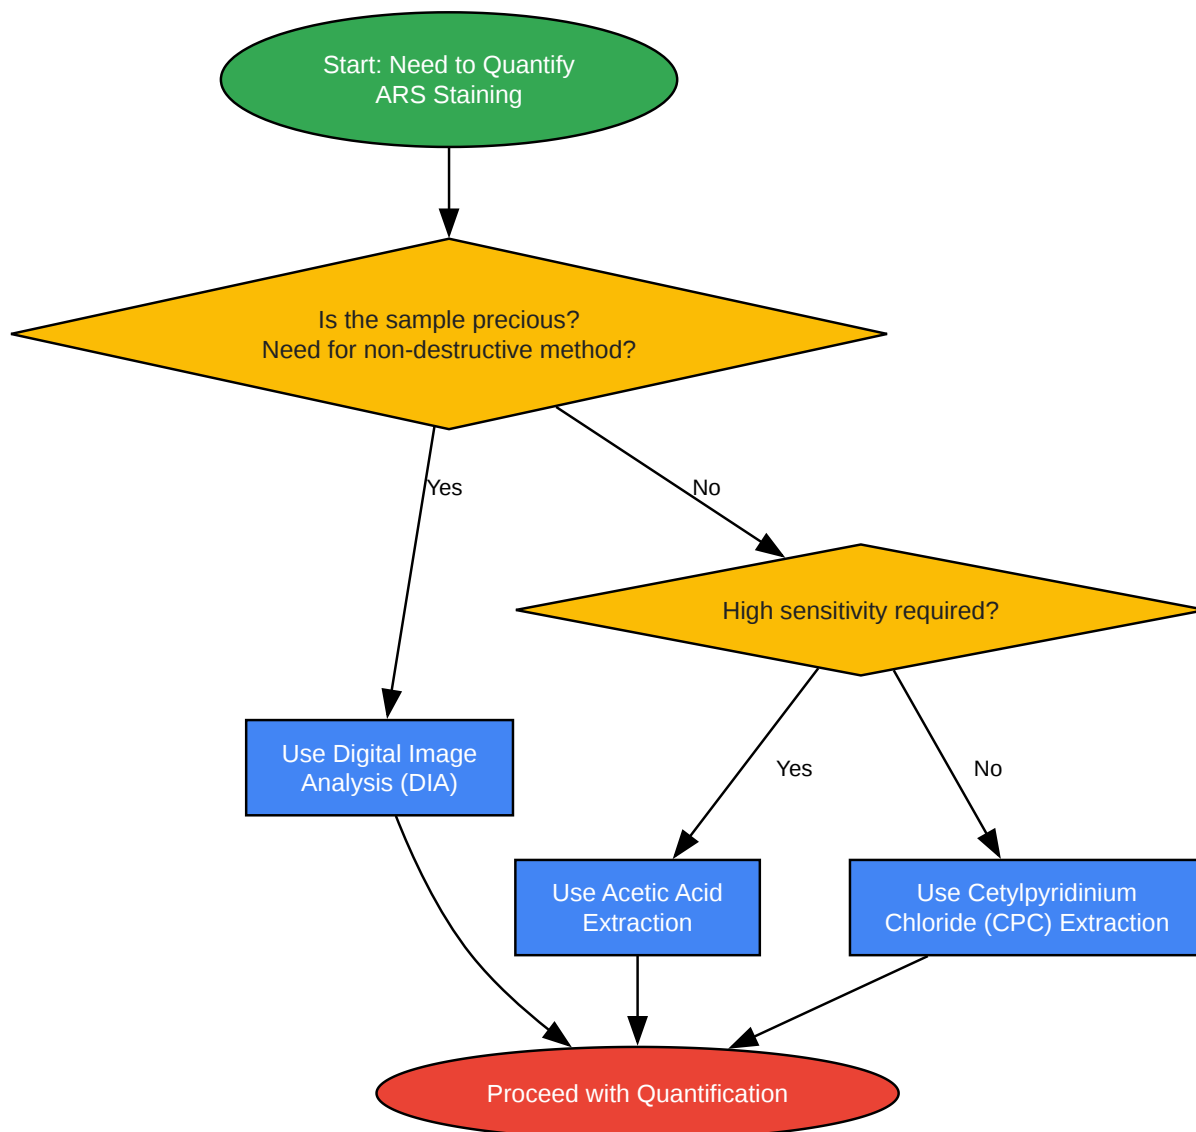 Start: Need to Quantify
ARS Staining
Is the sample precious?
Need for non-destructive method?
Yes
No
High sensitivity required?
Use Digital Image
Analysis (DIA)
Yes
No
Use Acetic Acid
Extraction
Use Cetylpyridinium
Chloride (CPC) Extraction
Proceed with Quantification